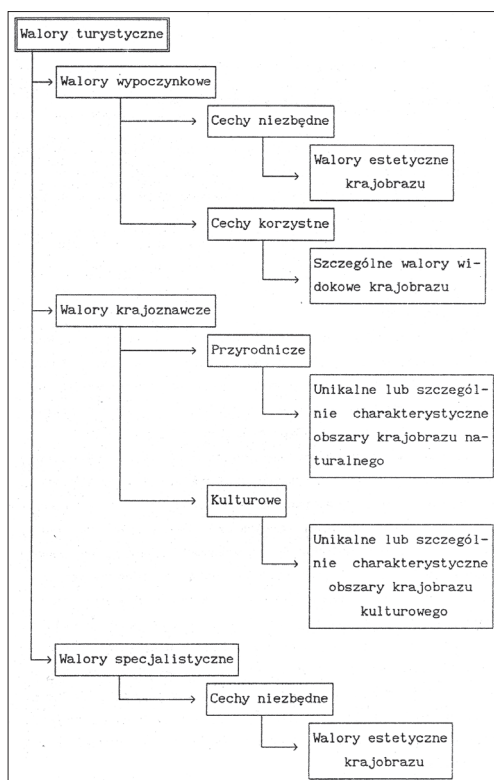 Walory turystyczne
Walory wypoczynkowe
Cechy niezbędne
Walory estetyczne
krajobrazu
Cechy korzystne
Szczególne walory wi-
dokowe krajobrazu
Walory krajoznawcze
Przyrodnicze
Unikalne lub szczegól-
nie charakterystyczne
obszary krajobrazu na-
turalnego
Kulturowe
Unikalne lub szczegól-
nie charakterystyczne
obszary krajobrazu
kulturowego
Walory specjalistyczne
Cechy niezbędne
Walory estetyczne
krajobrazu